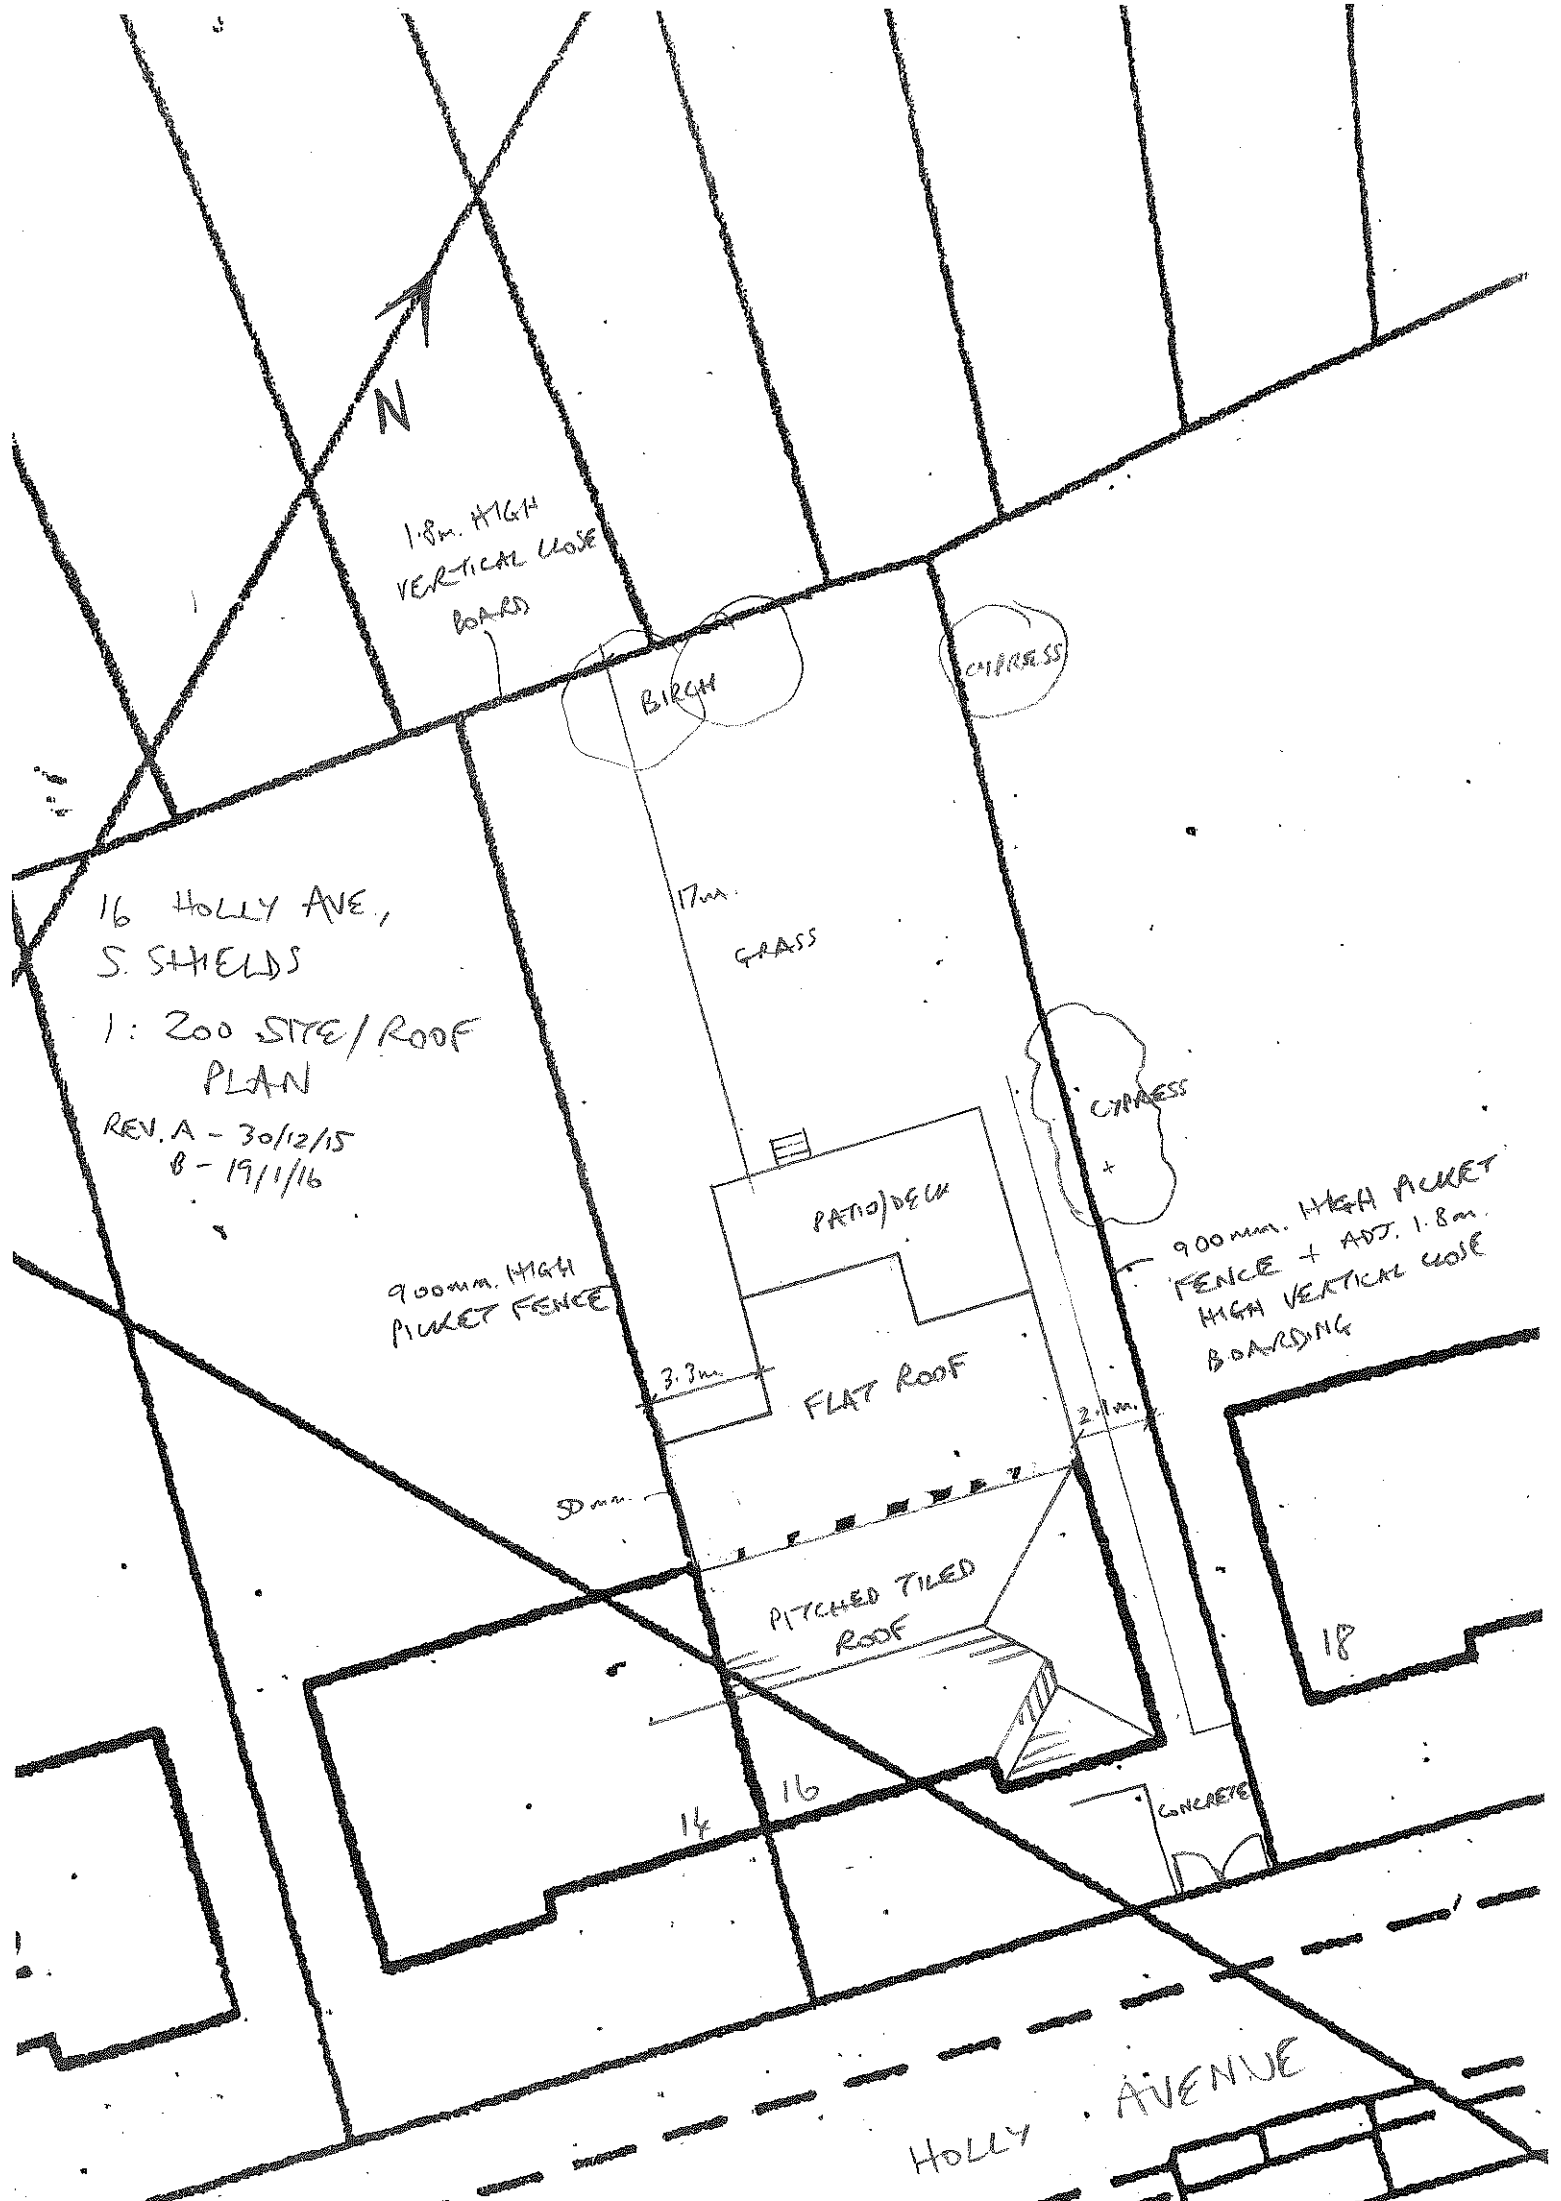 N
1.8m. HIGH
VERTICAL CLOSE
BOARD
BIRCH
CYPRESS
16 HOLLY AVE.,
S. SHIELDS
1:200 SITE/ROOF
PLAN
REV. A - 30/12/15
B - 19/1/16
17m.
GRASS
CYPRESS
PATIO/DECK
900mm. HIGH PICKET
FENCE + ADJ. 1.8m.
HIGH VERTICAL CLOSE
BOARDING
900mm. HIGH
PICKET FENCE
3.3m.
FLAT ROOF
2.1m.
50mm.
PITCHED TILED
ROOF
18
16
14
CONCRETE
HOLLY AVENUE